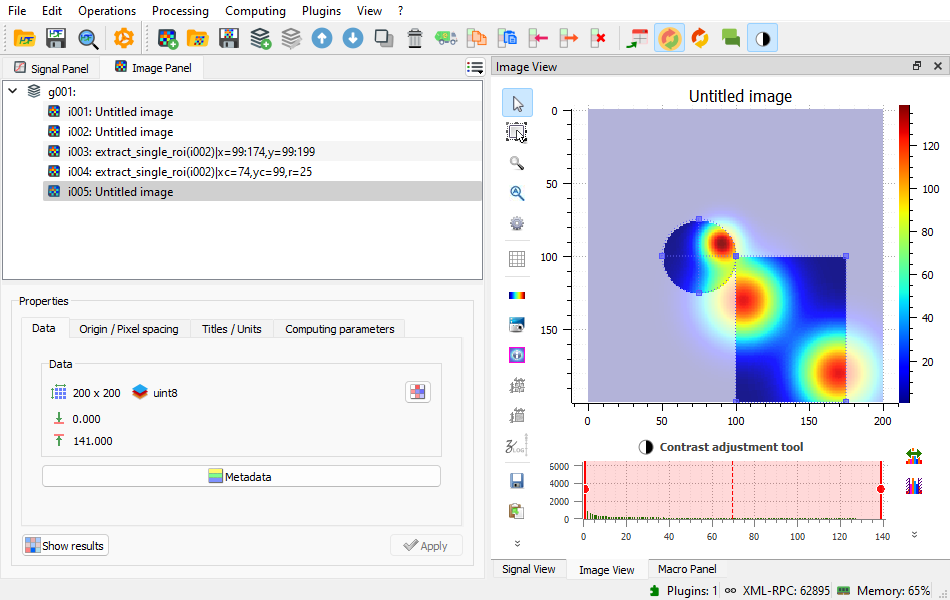 File Edit Operations Processing Computing Plugins View ?
Signal Panel Image Panel
g001:
i001: Untitled image
i002: Untitled image
i003: extract_single_roi(i002)|x=99:174,y=99:199
i004: extract_single_roi(i002)|xc=74,yc=99,r=25
i005: Untitled image
Properties
Data Origin / Pixel spacing Titles / Units Computing parameters
Data
200 x 200 uint8
0.000
141.000
Metadata
Show results Apply
Image View
Untitled image
0
50
100
150
0 50 100 150 200
120
100
80
60
40
20
Contrast adjustment tool
6000
4000
2000
0
0 20 40 60 80 100 120 140
Signal View Image View Macro Panel
Plugins: 1 XML-RPC: 62895 Memory: 65%